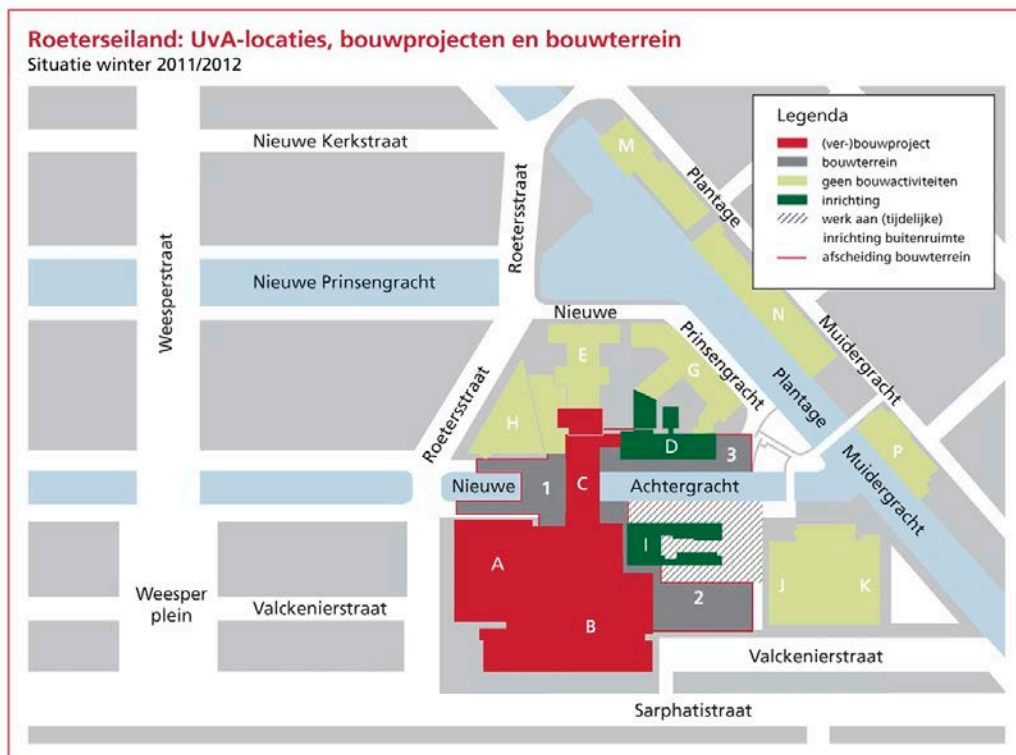 Roeterseiland: UvA-locaties, bouwprojecten en bouwterrein
Situatie winter 2011/2012
Legenda
(ver-)bouwproject
bouwterrein
geen bouwactiviteiten
inrichting
werk aan (tijdelijke)
inrichting buitenruimte
afscheiding bouwterrein
Nieuwe Kerkstraat
Weesperstraat
Roetersstraat
Nieuwe Prinsengracht
M
Plantage
Muidergracht
N
Nieuwe
Prinsengracht
Plantage
Muidergracht
Roetersstraat
E
G
H
D
3
P
Nieuwe
1
C
Achtergracht
A
I
J
K
Weesper
plein
Valckenierstraat
B
2
Valckenierstraat
Sarphatistraat